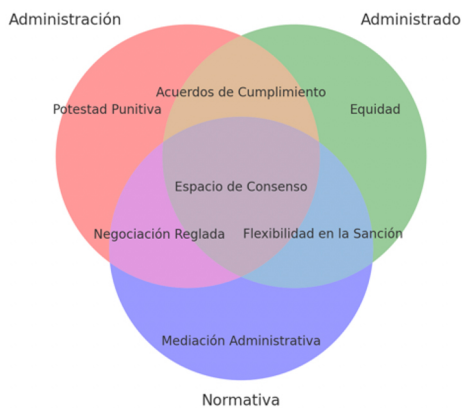 Administración
Administrado
Acuerdos de Cumplimiento
Potestad Punitiva
Equidad
Espacio de Consenso
Negociación Reglada
Flexibilidad en la Sanción
Mediación Administrativa
Normativa